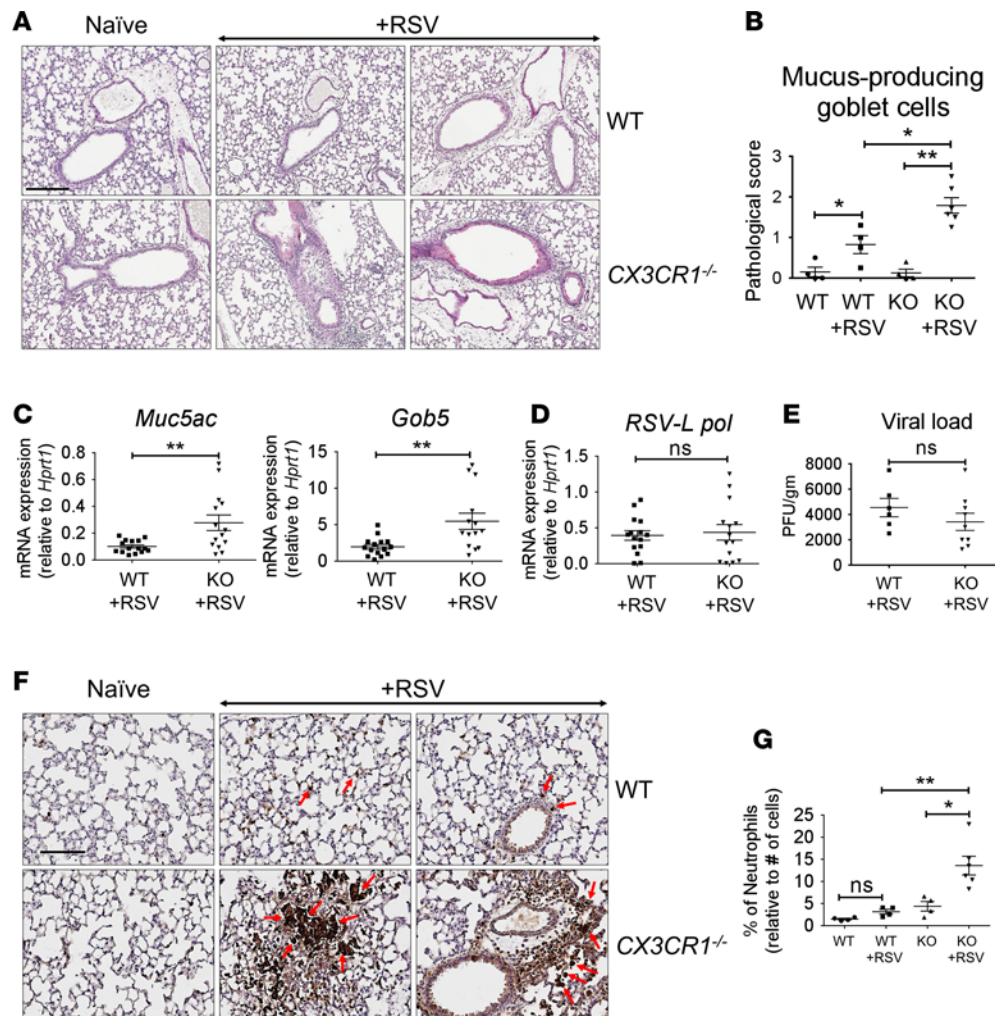 A
Naïve
+RSV
WT
CX3CR1-/-
B
Mucus-producing
goblet cells
Pathological score
3
2
1
0
*
*
**
WT
WT
+RSV
KO
KO
+RSV
C
Muc5ac
mRNA expression
(relative to Hprt1)
0.8
0.6
0.4
0.2
0.0
**
WT
+RSV
KO
+RSV
Gob5
mRNA expression
(relative to Hprt1)
15
10
5
0
**
WT
+RSV
KO
+RSV
D
RSV-L pol
mRNA expression
(relative to Hprt1)
1.5
1.0
0.5
0.0
ns
WT
+RSV
KO
+RSV
E
Viral load
PFU/gm
8000
6000
4000
2000
0
ns
WT
+RSV
KO
+RSV
F
Naïve
+RSV
WT
CX3CR1-/-
G
% of Neutrophils
(relative to # of cells)
25
20
15
10
5
0
**
*
ns
WT
WT
+RSV
KO
KO
+RSV